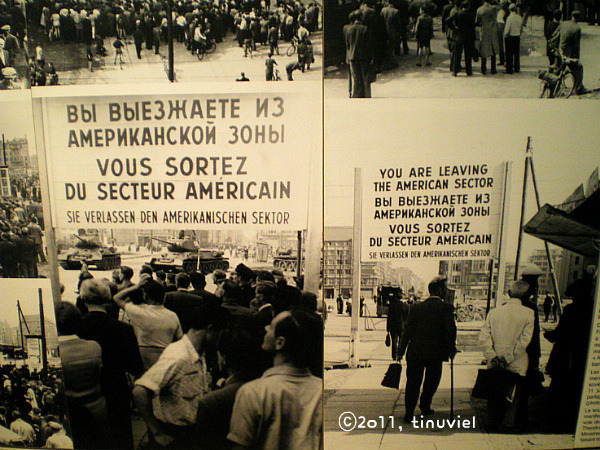 ВЫ ВЫЕЗЖАЕТЕ ИЗ
АМЕРИКАНСКОЙ ЗОНЫ
VOUS SORTEZ
DU SECTEUR AMÉRICAIN
SIE VERLASSEN DEN AMERIKANISCHEN SEKTOR
YOU ARE LEAVING
THE AMERICAN SECTOR
ВЫ ВЫЕЗЖАЕТЕ ИЗ
АМЕРИКАНСКОЙ ЗОНЫ
VOUS SORTEZ
DU SECTEUR AMÉRICAIN
SIE VERLASSEN DEN AMERIKANISCHEN SEKTOR
©2011, tinuviel